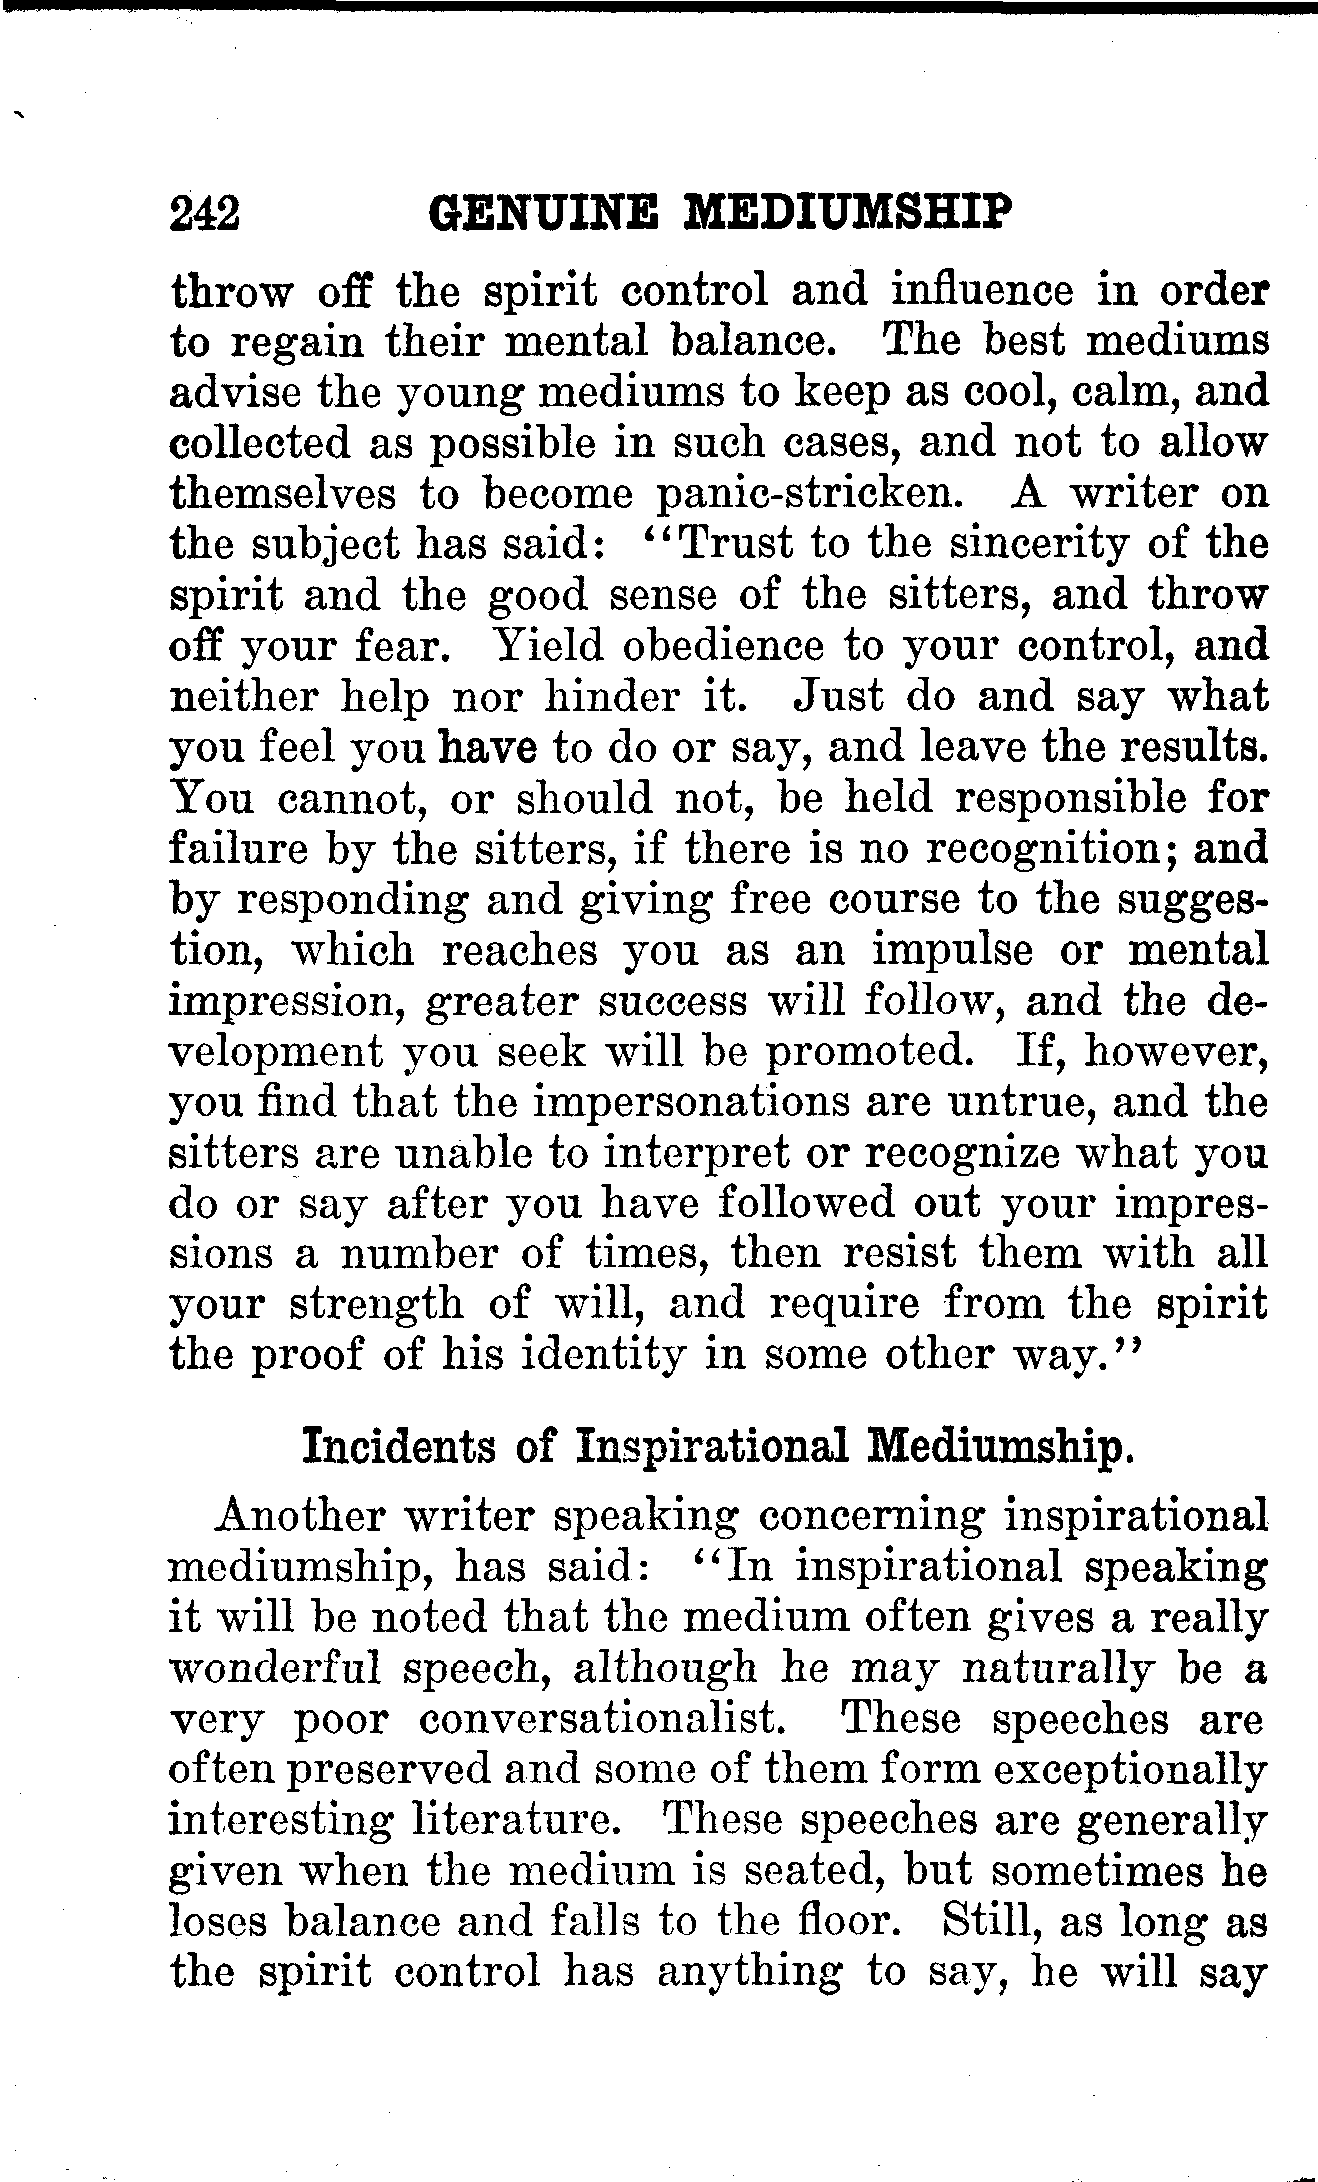 242 GENUINE MEDIUMSHIP
throw off the spirit control and influence in order
to regain their mental balance. The best mediums
advise the young mediums to keep as cool, calm, and
collected as possible in such cases, and not to allow
themselves to become panic-stricken. A writer on
the subject has said: "Trust to the sincerity of the
spirit and the good sense of the sitters, and throw
off your fear. Yield obedience to your control, and
neither help nor hinder it. Just do and say what
you feel you have to do or say, and leave the results.
You cannot, or should not, be held responsible for
failure by the sitters, if there is no recognition; and
by responding and giving free course to the sugges-
tion, which reaches you as an impulse or mental
impression, greater success will follow, and the de-
velopment you seek will be promoted. If, however,
you find that the impersonations are untrue, and the
sitters are unable to interpret or recognize what you
do or say after you have followed out your impres-
sions a number of times, then resist them with all
your strength of will, and require from the spirit
the proof of his identity in some other way."
Incidents of Inspirational Mediumship.
Another writer speaking concerning inspirational
mediumship, has said: "In inspirational speaking
it will be noted that the medium often gives a really
wonderful speech, although he may naturally be a
very poor conversationalist. These speeches are
often preserved and some of them form exceptionally
interesting literature. These speeches are generally
given when the medium is seated, but sometimes he
loses balance and falls to the floor. Still, as long as
the spirit control has anything to say, he will say